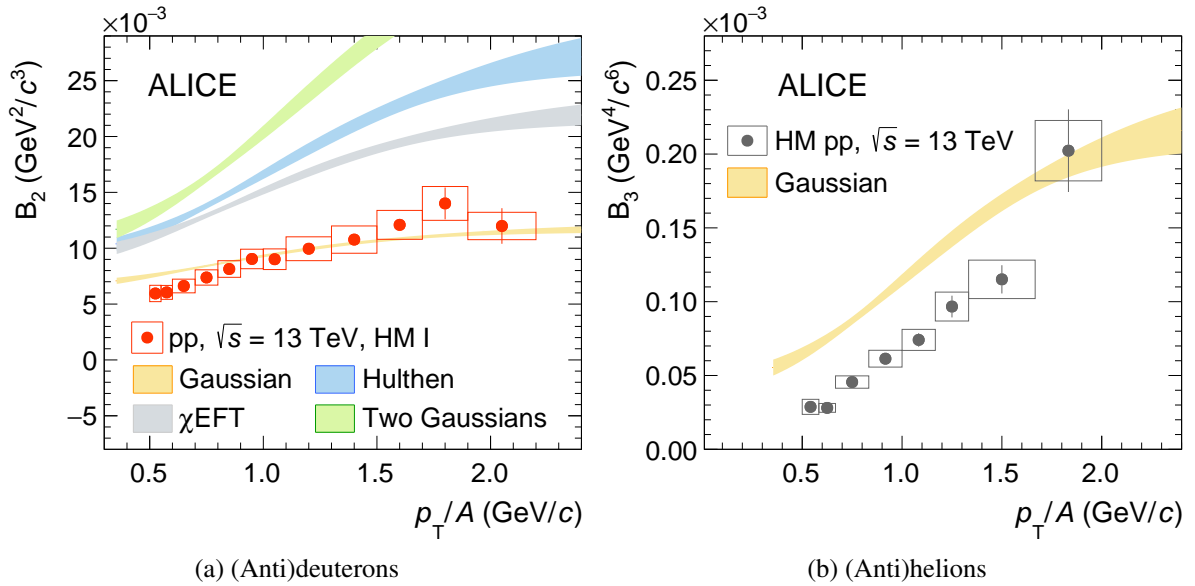 ×10⁻³
B₂ (GeV²/c³)
ALICE
25
20
15
10
5
0
−5
pp, √s = 13 TeV, HM I
Gaussian
Hulthen
χEFT
Two Gaussians
0.5 1.0 1.5 2.0
p_T/A (GeV/c)
(a) (Anti)deuterons
×10⁻³
B₃ (GeV⁴/c⁶)
ALICE
0.25
0.20
0.15
0.10
0.05
0.00
HM pp, √s = 13 TeV
Gaussian
0.5 1.0 1.5 2.0
p_T/A (GeV/c)
(b) (Anti)helions